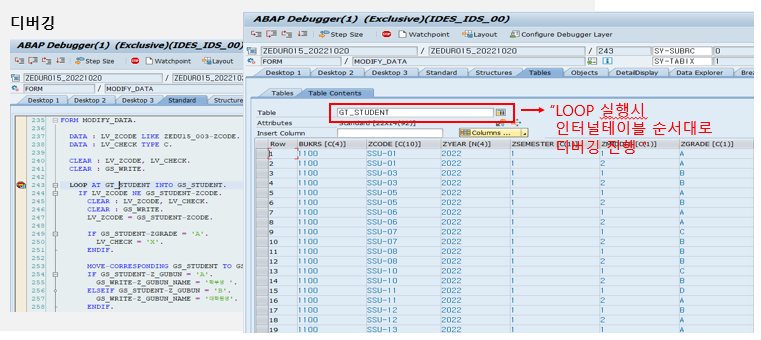 디버깅
ABAP Debugger(1) (Exclusive)(IDES_IDS_00)
Step Size
Watchpoint
Layout
ZEDUR015_20221020 / ZEDUR015_20221020
FORM / MODIFY_DATA
Desktop 1 Desktop 2 Desktop 3 Standard Structures
235 FORM MODIFY_DATA.
236
237 DATA : LV_ZCODE LIKE ZEDU15_003-ZCODE.
238 DATA : LV_CHECK TYPE C.
239
240 CLEAR : LV_ZCODE, LV_CHECK.
241 CLEAR : GS_WRITE.
242
243 LOOP AT GT_STUDENT INTO GS_STUDENT.
244 IF LV_ZCODE NE GS_STUDENT-ZCODE.
245 CLEAR : LV_ZCODE, LV_CHECK.
246 CLEAR : GS_WRITE.
247 LV_ZCODE = GS_STUDENT-ZCODE.
248
249 IF GS_STUDENT-ZGRADE = 'A'.
250 LV_CHECK = 'X'.
251 ENDIF.
252
253 MOVE-CORRESPONDING GS_STUDENT TO GS
254 IF GS_STUDENT-Z_GUBUN = 'A'.
255 GS_WRITE-Z_GUBUN_NAME = '학부생 '.
256 ELSEIF GS_STUDENT-Z_GUBUN = 'B'.
257 GS_WRITE-Z_GUBUN_NAME = '대학원생'.
258 ENDIF.
ABAP Debugger(1) (Exclusive)(IDES_IDS_00)
Step Size Watchpoint Layout Configure Debugger Layer
ZEDUR015_20221020 / ZEDUR015_20221020 / 243 SY-SUBRC 0
FORM / MODIFY_DATA SY-TABIX 1
Desktop 1 Desktop 2 Desktop 3 Standard Structures Tables Objects DetailDisplay Data Explorer
Tables Table Contents
Table GT_STUDENT
Attributes Standard [22x14(92)]
Insert Column Columns ...
"LOOP 실행시
인터널테이블 순서대로
디버깅 진행
Row BUKRS [C(4)] ZCODE [C(10)] ZYEAR [N(4)] ZSEMESTER [C(1)] ZGRADE [C(1)]
1 1100 SSU-01 2022 1 1 A
2 1100 SSU-01 2022 1 2 A
3 1100 SSU-03 2022 1 1 B
4 1100 SSU-03 2022 1 2 B
5 1100 SSU-05 2022 1 1 A
6 1100 SSU-05 2022 1 2 B
7 1100 SSU-06 2022 1 1 A
8 1100 SSU-06 2022 1 2 A
9 1100 SSU-07 2022 1 1 C
10 1100 SSU-07 2022 1 2 B
11 1100 SSU-08 2022 1 1 B
12 1100 SSU-08 2022 1 2 B
13 1100 SSU-10 2022 1 1 C
14 1100 SSU-10 2022 1 2 B
15 1100 SSU-11 2022 1 1 D
16 1100 SSU-11 2022 1 2 A
17 1100 SSU-12 2022 1 1 B
18 1100 SSU-12 2022 1 2 A
19 1100 SSU-13 2022 1 1 A